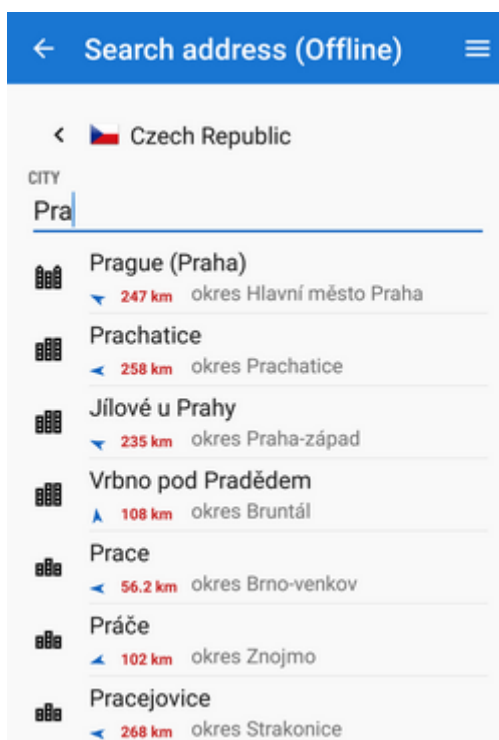 Search address (Offline)
Czech Republic
CITY
Pra
Prague (Praha)
247 km okres Hlavní město Praha
Prachatice
258 km okres Prachatice
Jílové u Prahy
235 km okres Praha-západ
Vrbno pod Pradědem
108 km okres Bruntál
Prace
56.2 km okres Brno-venkov
Práče
102 km okres Znojmo
Pracejovice
268 km okres Strakonice